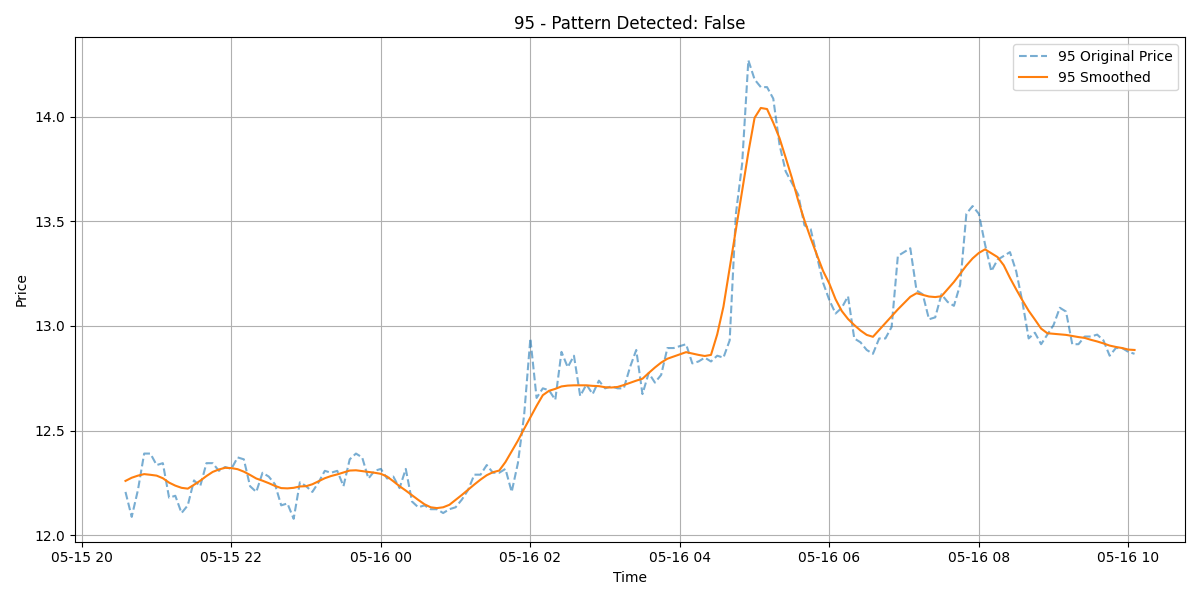 95 - Pattern Detected: False
95 Original Price
95 Smoothed
Price
14.0
13.5
13.0
12.5
12.0
05-15 20 05-15 22 05-16 00 05-16 02 05-16 04 05-16 06 05-16 08 05-16 10
Time